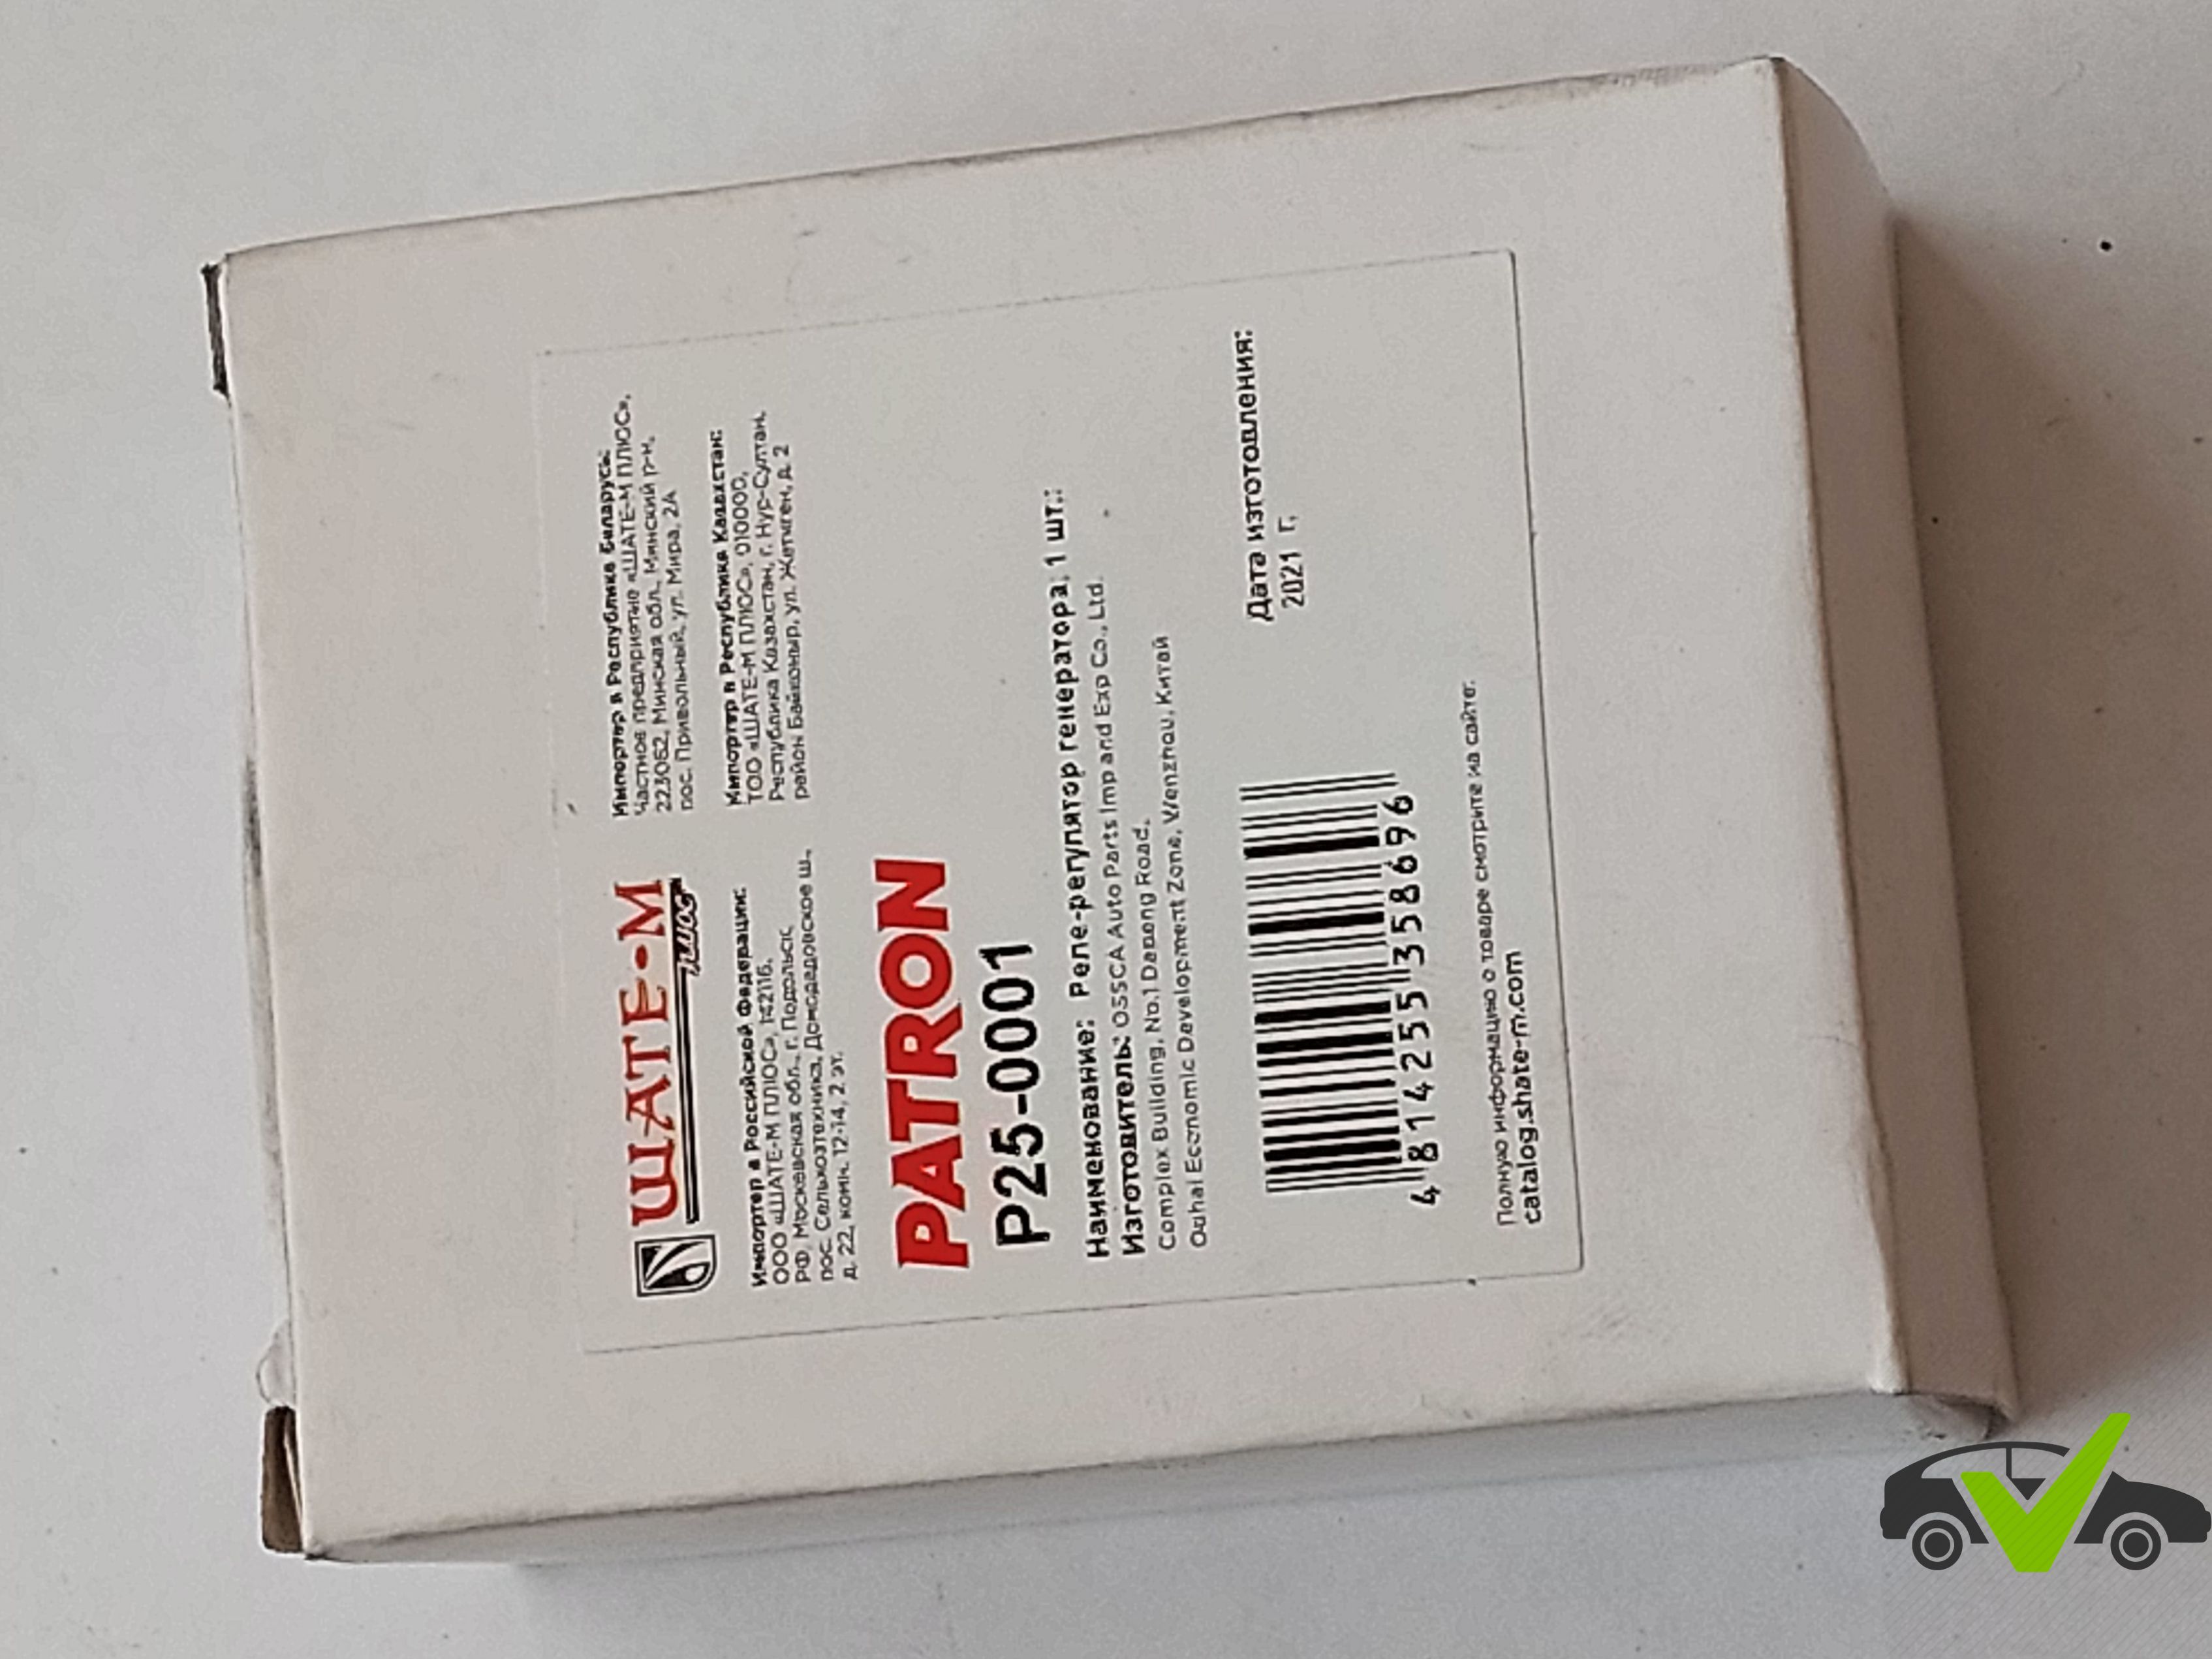 ШАТЕ-М
ПЛЮС
Импортер в Республике Беларусь:
Частное предприятие «ШАТЕ-М ПЛЮС»,
223062, Минская обл., Минский р-н,
пос. Привольный, ул. Мира, 2А
Импортер в Российской Федерации:
ООО «ШАТЕ-М ПЛЮС», 142116,
РФ, Московская обл., г. Подольск,
пос. Сельхозтехника, Домодедовское ш.,
д. 22, комн. 12-14, 2 эт.
Импортер в Республике Казахстан:
ТОО «ШАТЕ-М ПЛЮС», 010000,
Республика Казахстан, г. Нур-Султан,
район Байконыр, ул. Жетиген, д. 2
PATRON
P25-0001
Наименование: Реле-регулятор генератора, 1 шт.:
Изготовитель: OSSCA Auto Parts Imp and Exp Co., Ltd.
Complex Building, No.1 Dadong Road,
Ouhai Economic Development Zone, Wenzhou, Китай
Дата изготовления:
2021 г,
4 814255 358696
Полную информацию о товаре смотрите на сайте:
catalog.shate-m.com